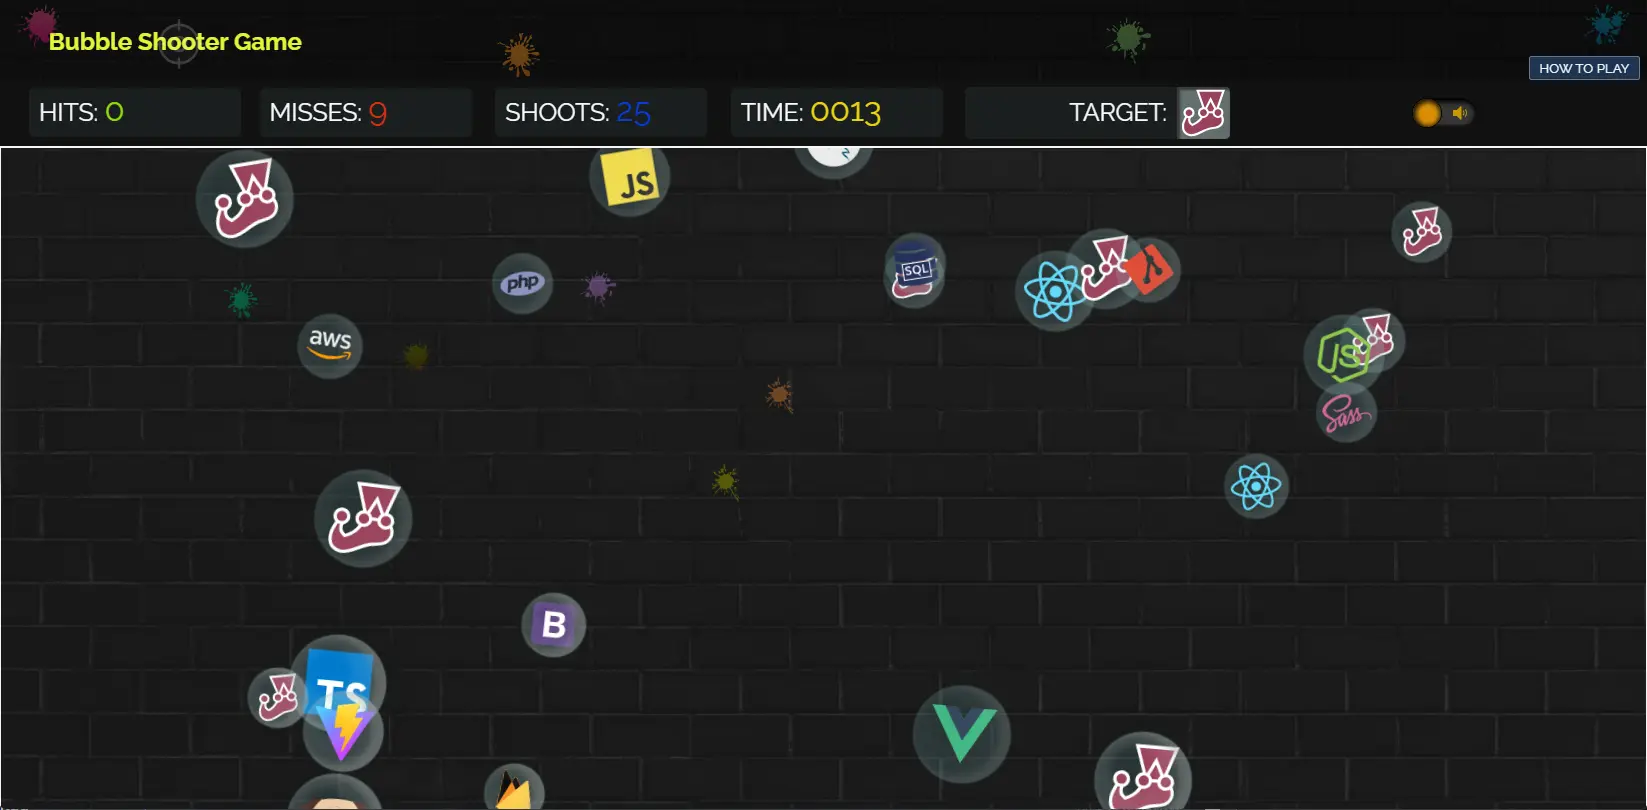 Bubble Shooter Game
HOW TO PLAY
HITS: 0
MISSES: 9
SHOOTS: 25
TIME: 0013
TARGET:
JS
Z
php
SQL
aws
JS
Sass
B
TS